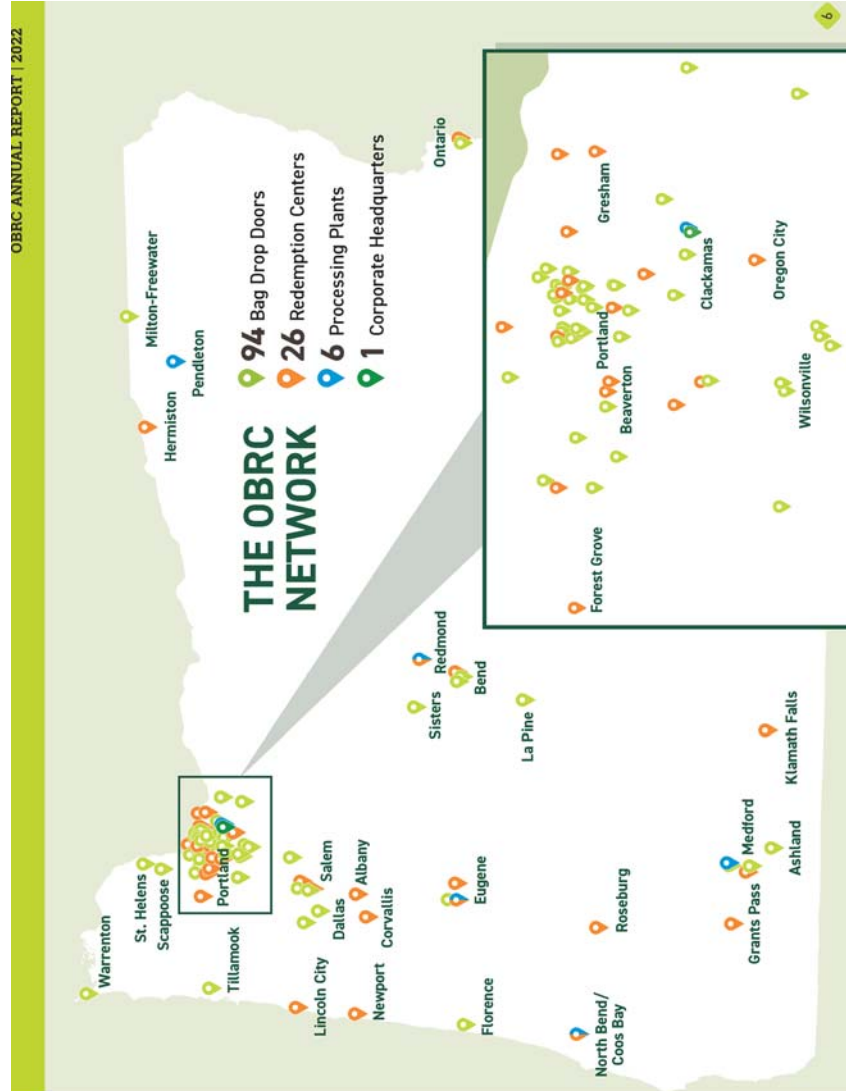 OBRC ANNUAL REPORT | 2022
THE OBRC
NETWORK
94 Bag Drop Doors
26 Redemption Centers
6 Processing Plants
1 Corporate Headquarters
Warrenton
St. Helens
Scappoose
Portland
Tillamook
Lincoln City
Newport
Salem
Dallas
Albany
Corvallis
Florence
Eugene
North Bend/
Coos Bay
Roseburg
Grants Pass
Medford
Ashland
Klamath Falls
Sisters
Redmond
Bend
La Pine
Hermiston
Pendleton
Milton-Freewater
Ontario
Forest Grove
Beaverton
Portland
Gresham
Clackamas
Oregon City
Wilsonville
6